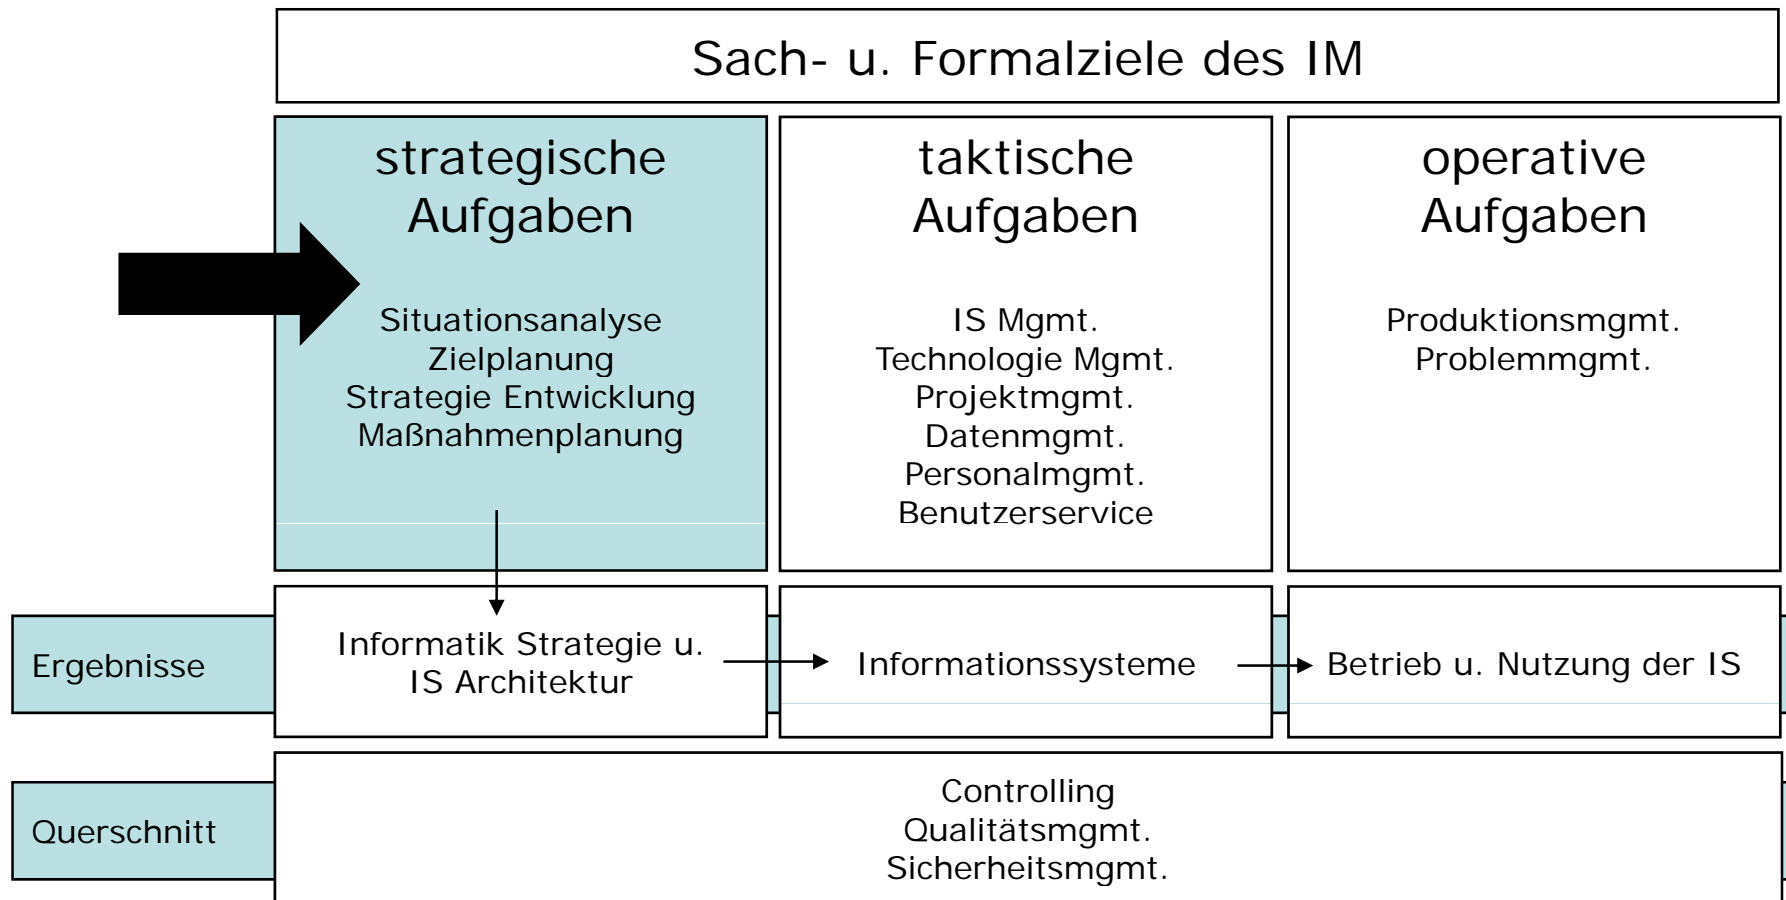 Sach- u. Formalziele des IM
strategische
Aufgaben
Situationsanalyse
Zielplanung
Strategie Entwicklung
Maßnahmenplanung
taktische
Aufgaben
IS Mgmt.
Technologie Mgmt.
Projektmgmt.
Datenmgmt.
Personalmgmt.
Benutzerservice
operative
Aufgaben
Produktionsmgmt.
Problemmgmt.
Ergebnisse
Informatik Strategie u.
IS Architektur
Informationssysteme
Betrieb u. Nutzung der IS
Querschnitt
Controlling
Qualitätsmgmt.
Sicherheitsmgmt.